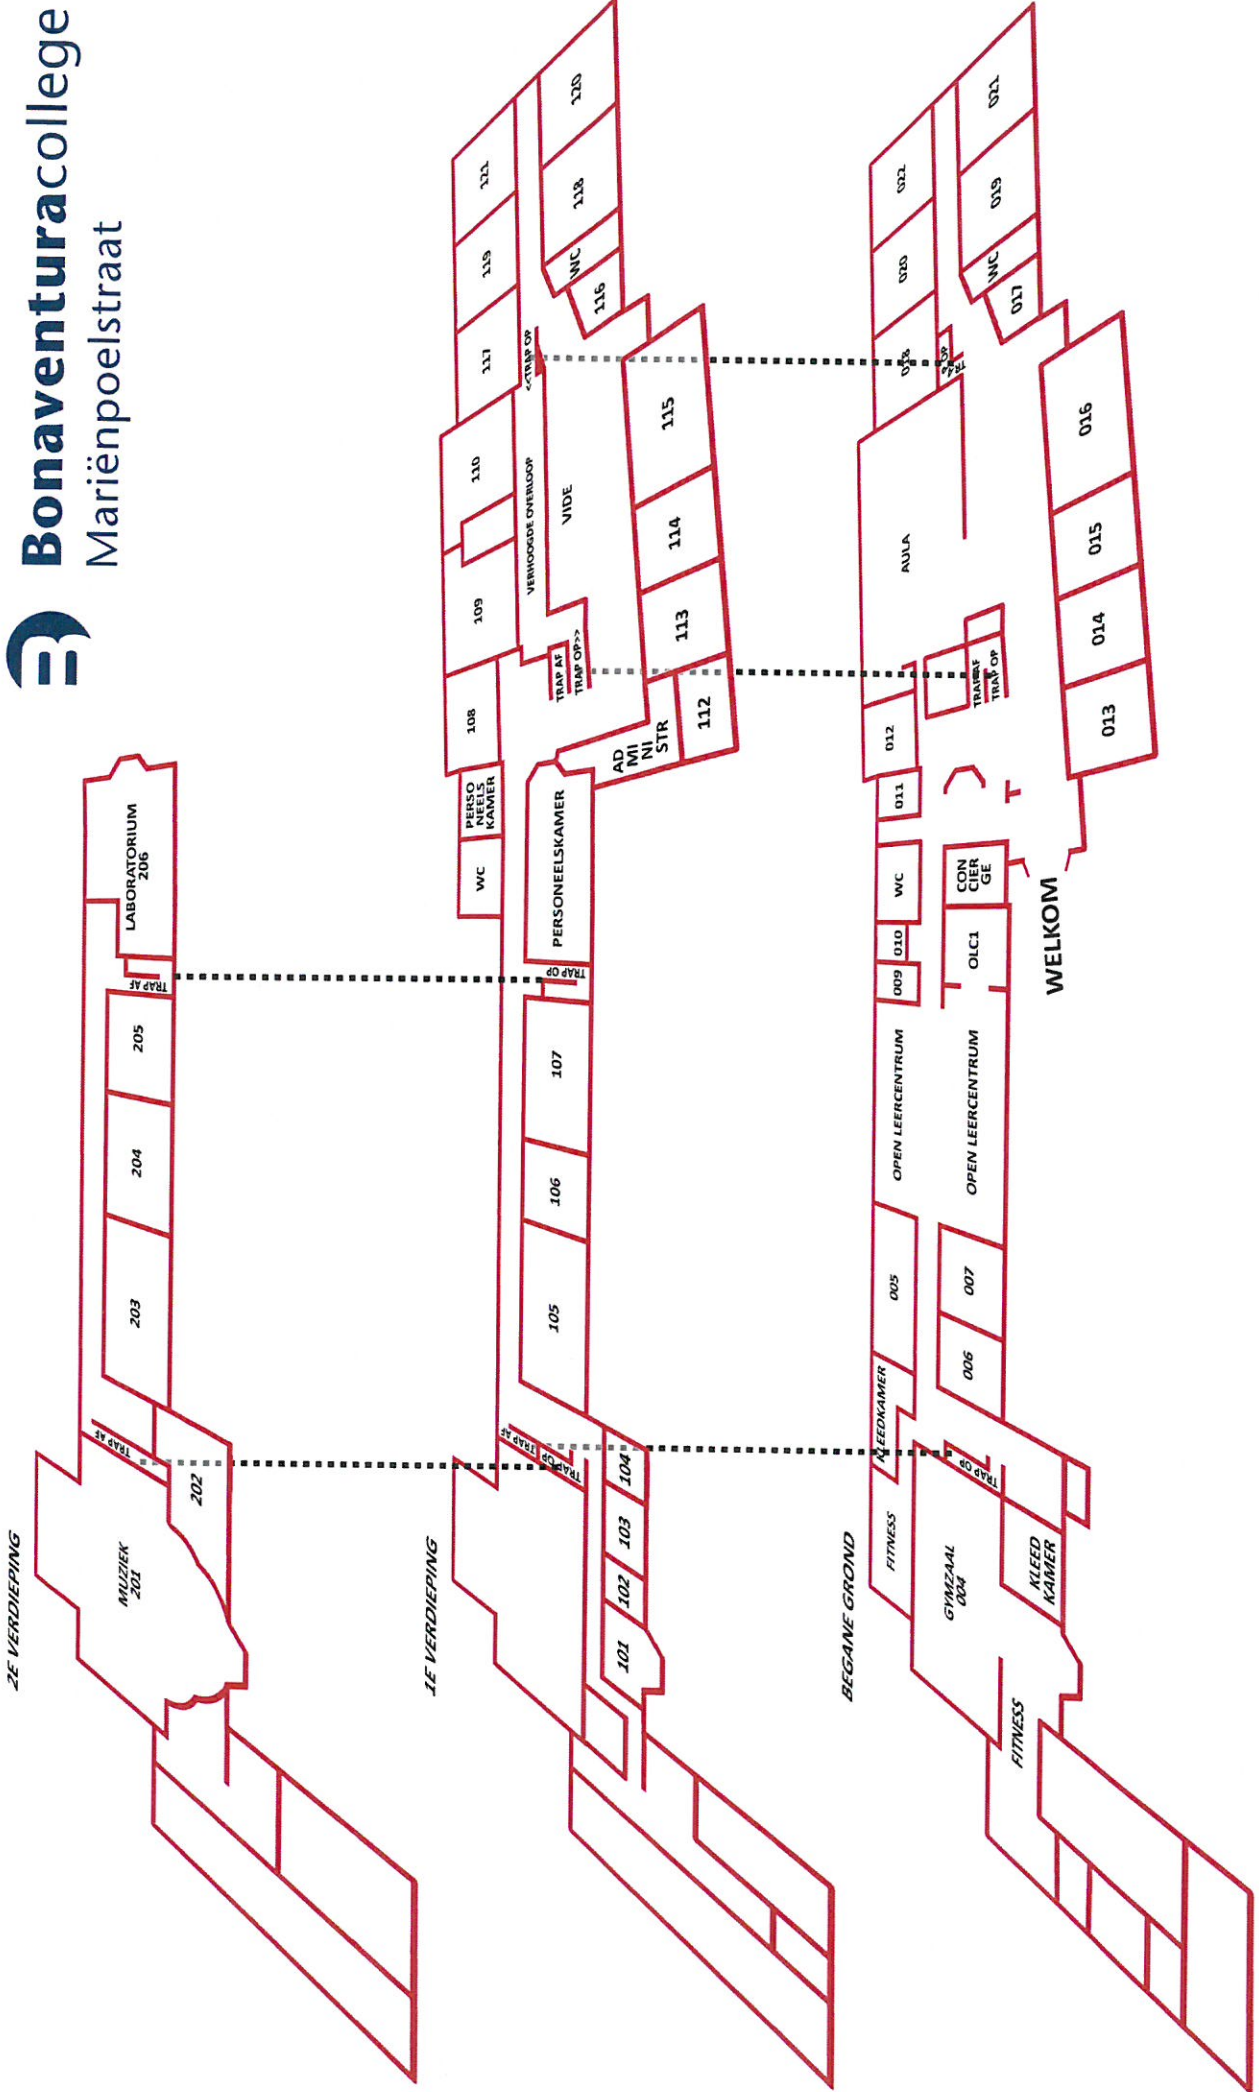 Bonaventuracollege
Mariënpoelstraat
2E VERDIEPING
MUZIEK
201
202
TRAP AF
203
204
205
TRAP AF
LABORATORIUM
206
1E VERDIEPING
101
102
103
104
TRAP AF
TRAP OP
105
106
107
TRAP OP
PERSONEELSKAMER
WC
PERSO
NEELS
KAMER
108
109
110
AD
MI
NI
STR
112
113
114
115
TRAP AF
TRAP OP>>
VERHOOGDE OVERLOOP
VIDE
<<TRAP OP
116
WC
117
118
119
120
121
BEGANE GROND
FITNESS
GYMZAAL
004
FITNESS
KLEED
KAMER
KLEEDKAMER
TRAP OP
005
006
007
OPEN LEERCENTRUM
OPEN LEERCENTRUM
009
010
WC
011
012
OLC1
CON
CIER
GE
WELKOM
013
014
015
016
TRAP AF
TRAP OP
AULA
TRAP OP
017
WC
018
019
020
021
022